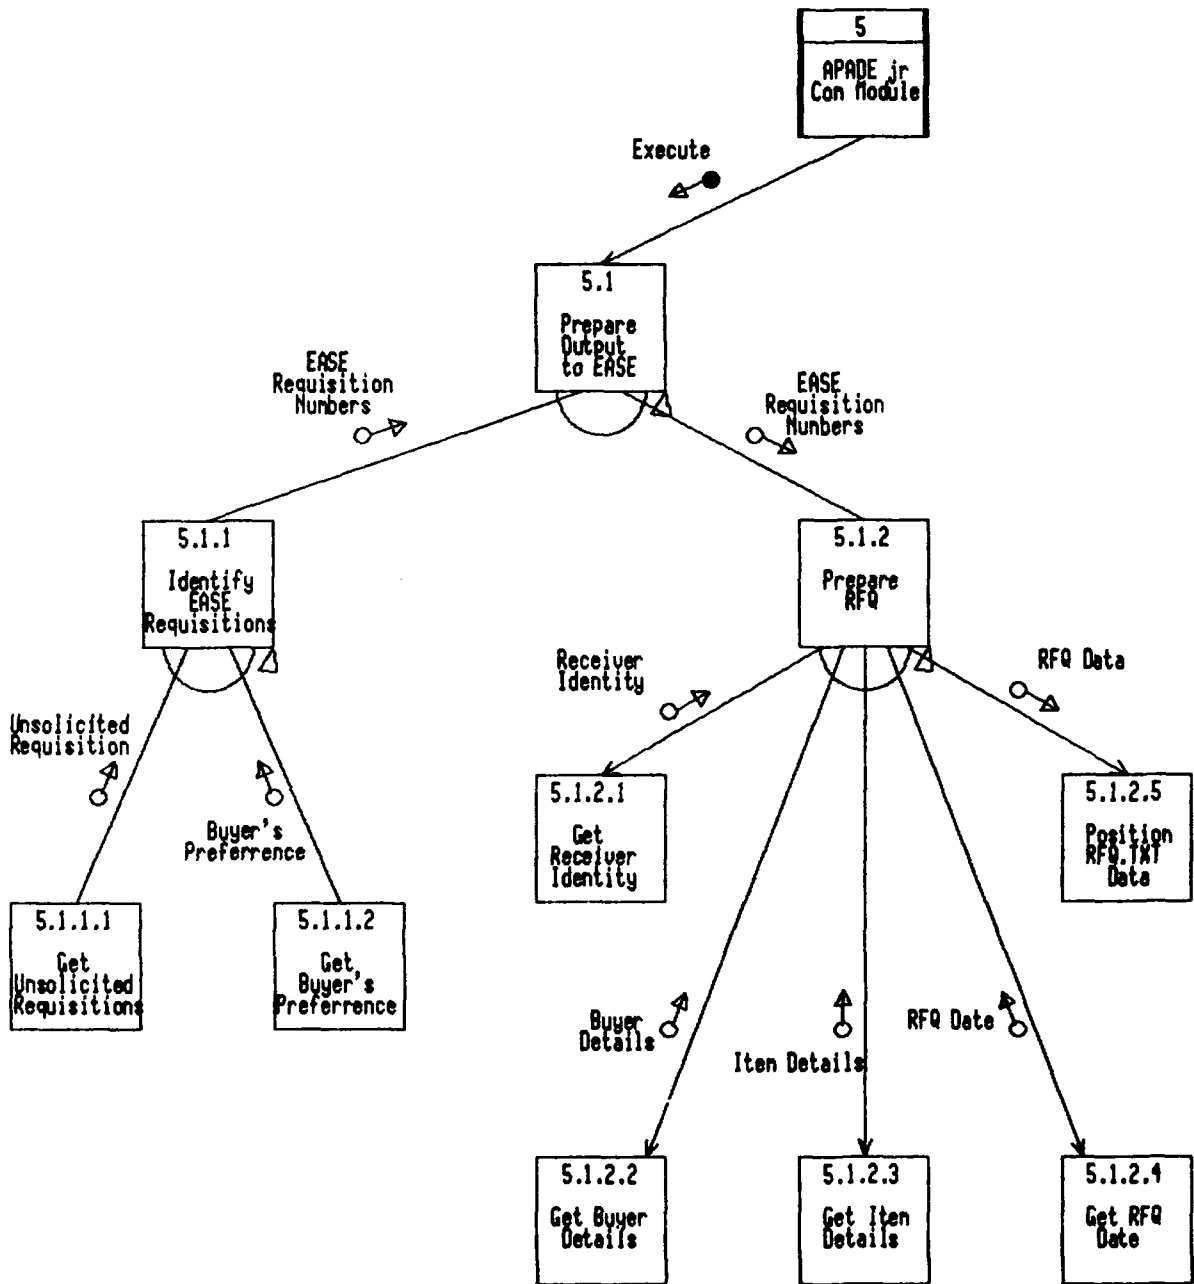 5
APADE jr
Con Module
Execute
5.1
Prepare
Output
to EASE
EASE
Requisition
Numbers
EASE
Requisition
Numbers
5.1.1
Identify
EASE
Requisitions
5.1.2
Prepare
RFQ
Receiver
Identity
RFQ Data
Unsolicited
Requisition
Buyer's
Preferrence
5.1.2.1
Get
Receiver
Identity
5.1.2.5
Position
RFQ.TXT
Data
5.1.1.1
Get
Unsolicited
Requisitions
5.1.1.2
Get
Buyer's
Preferrence
Buyer
Details
Item Details
RFQ Date
5.1.2.2
Get Buyer
Details
5.1.2.3
Get Item
Details
5.1.2.4
Get RFQ
Date